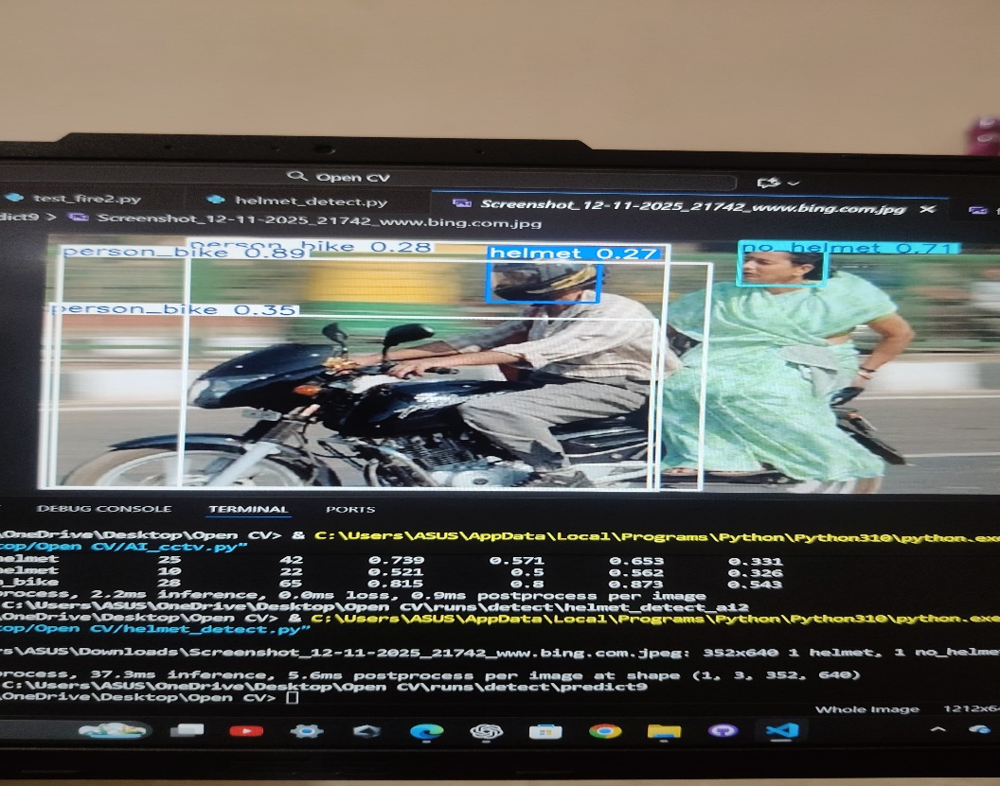 Open CV
test_fire2.py
helmet_detect.py
Screenshot_12-11-2025_21742_www.bing.com.jpg
dict9 > Screenshot_12-11-2025_21742_www.bing.com.jpg
person_bike 0.28
person_bike 0.89
helmet 0.27
no_helmet 0.71
person_bike 0.35
DEBUG CONSOLE TERMINAL PORTS
\OneDrive\Desktop\Open CV> & C:\Users\ASUS\AppData\Local\Programs\Python\Python310\python.exe
top/Open CV/AI_cctv.py"
helmet 25 42 0.739 0.571 0.653 0.331
helmet 10 22 0.521 0.5 0.562 0.326
n_bike 28 65 0.815 0.8 0.873 0.543
process, 2.2ms inference, 0.0ms loss, 0.9ms postprocess per image
C:\Users\ASUS\OneDrive\Desktop\Open CV\runs\detect\helmet_detect_ai2
\OneDrive\Desktop\Open CV> & C:\Users\ASUS\AppData\Local\Programs\Python\Python310\python.exe
top/Open CV/helmet_detect.py"
rs\ASUS\Downloads\Screenshot_12-11-2025_21742_www.bing.com.jpeg: 352x640 1 helmet, 1 no_helme
process, 37.3ms inference, 5.6ms postprocess per image at shape (1, 3, 352, 640)
C:\Users\ASUS\OneDrive\Desktop\Open CV\runs\detect\predict9
\OneDrive\Desktop\Open CV>
Whole Image 1212x64